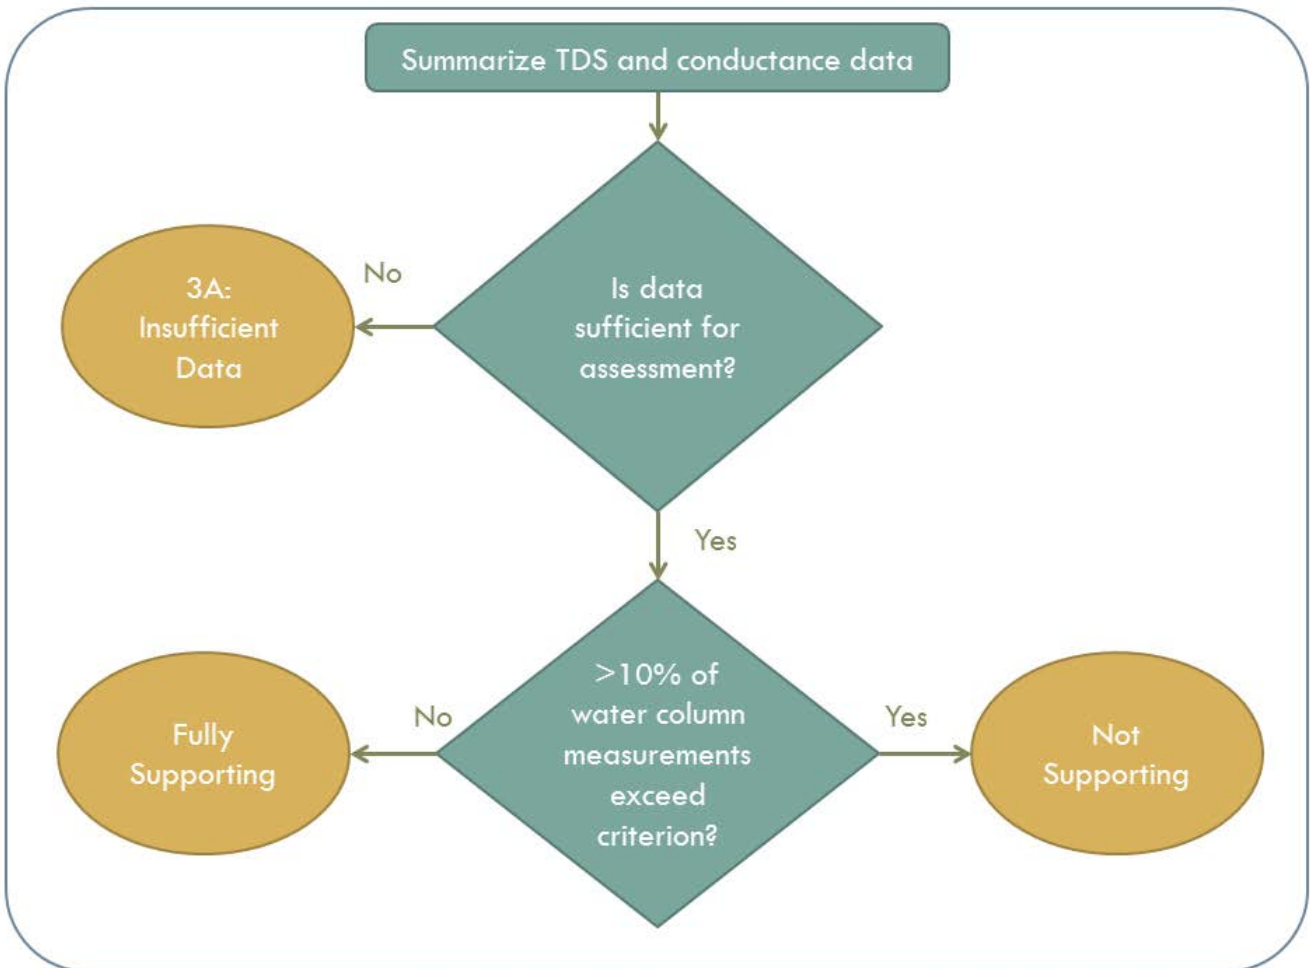 Summarize TDS and conductance data
No
3A:
Insufficient
Data
Is data
sufficient for
assessment?
Yes
>10% of
water column
measurements
exceed
criterion?
No
Fully
Supporting
Yes
Not
Supporting